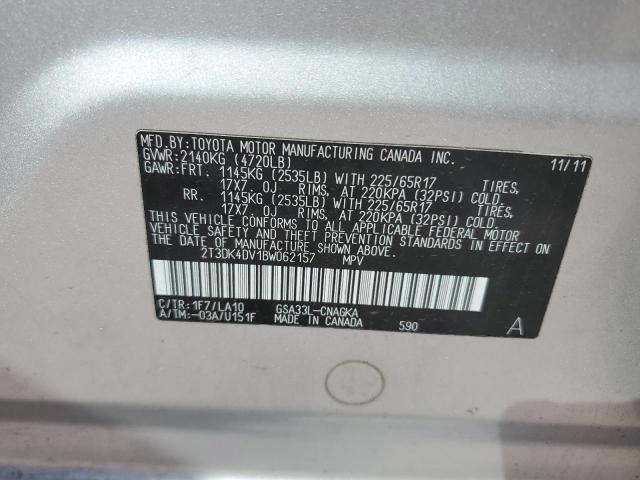 MFD.BY:TOYOTA MOTOR MANUFACTURING CANADA INC.
GVWR:2140KG (4720LB) 11/11
GAWR:FRT. 1145KG (2535LB) WITH 225/65R17 TIRES,
17X7. OJ RIMS, AT 220KPA (32PSI) COLD.
RR. 1145KG (2535LB) WITH 225/65R17 TIRES,
17X7. OJ RIMS, AT 220KPA (32PSI) COLD.
THIS VEHICLE CONFORMS TO ALL APPLICABLE FEDERAL MOTOR
VEHICLE SAFETY AND THEFT PREVENTION STANDARDS IN EFFECT
ON THE DATE OF MANUFACTURE SHOWN ABOVE.
2T3DK4DV1BW062157 MPV
C/TR:1F7/LA10 GSA33L-CNAGKA
A/TM:-03A/U151F MADE IN CANADA 590 A